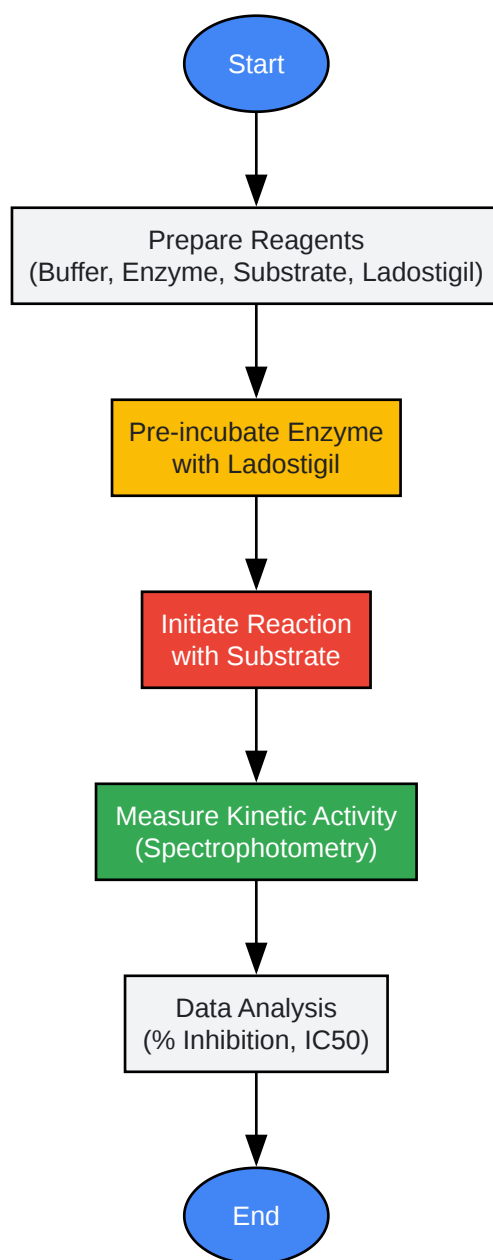 Start
Prepare Reagents
(Buffer, Enzyme, Substrate, Ladostigil)
Pre-incubate Enzyme
with Ladostigil
Initiate Reaction
with Substrate
Measure Kinetic Activity
(Spectrophotometry)
Data Analysis
(% Inhibition, IC50)
End